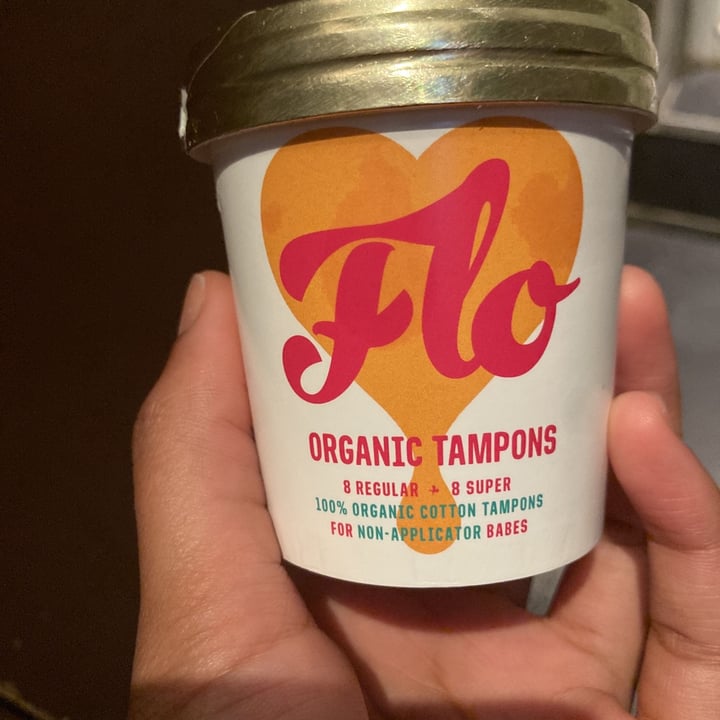 Flo
ORGANIC TAMPONS
8 REGULAR + 8 SUPER
100% ORGANIC COTTON TAMPONS
FOR NON-APPLICATOR BABES